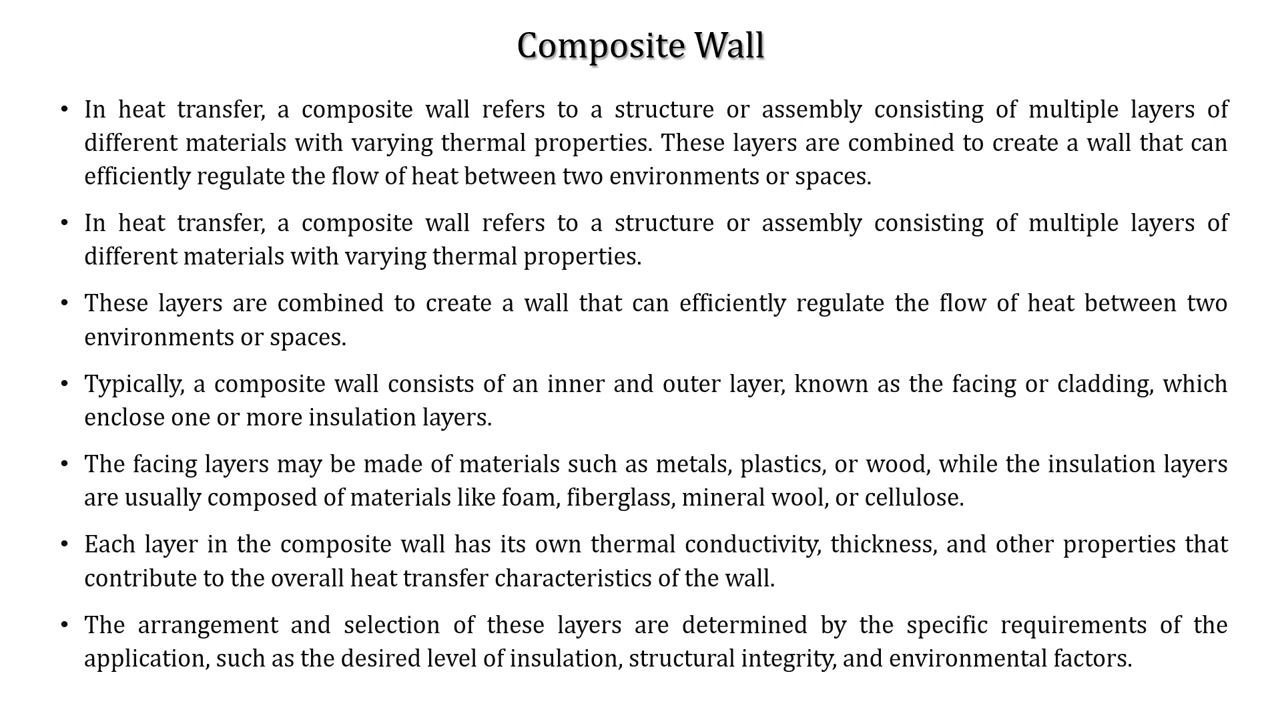 Composite Wall
• In heat transfer, a composite wall refers to a structure or assembly consisting of multiple layers of
different materials with varying thermal properties. These layers are combined to create a wall that can
efficiently regulate the flow of heat between two environments or spaces.
• In heat transfer, a composite wall refers to a structure or assembly consisting of multiple layers of
different materials with varying thermal properties.
• These layers are combined to create a wall that can efficiently regulate the flow of heat between two
environments or spaces.
• Typically, a composite wall consists of an inner and outer layer, known as the facing or cladding, which
enclose one or more insulation layers.
• The facing layers may be made of materials such as metals, plastics, or wood, while the insulation layers
are usually composed of materials like foam, fiberglass, mineral wool, or cellulose.
• Each layer in the composite wall has its own thermal conductivity, thickness, and other properties that
contribute to the overall heat transfer characteristics of the wall.
• The arrangement and selection of these layers are determined by the specific requirements of the
application, such as the desired level of insulation, structural integrity, and environmental factors.